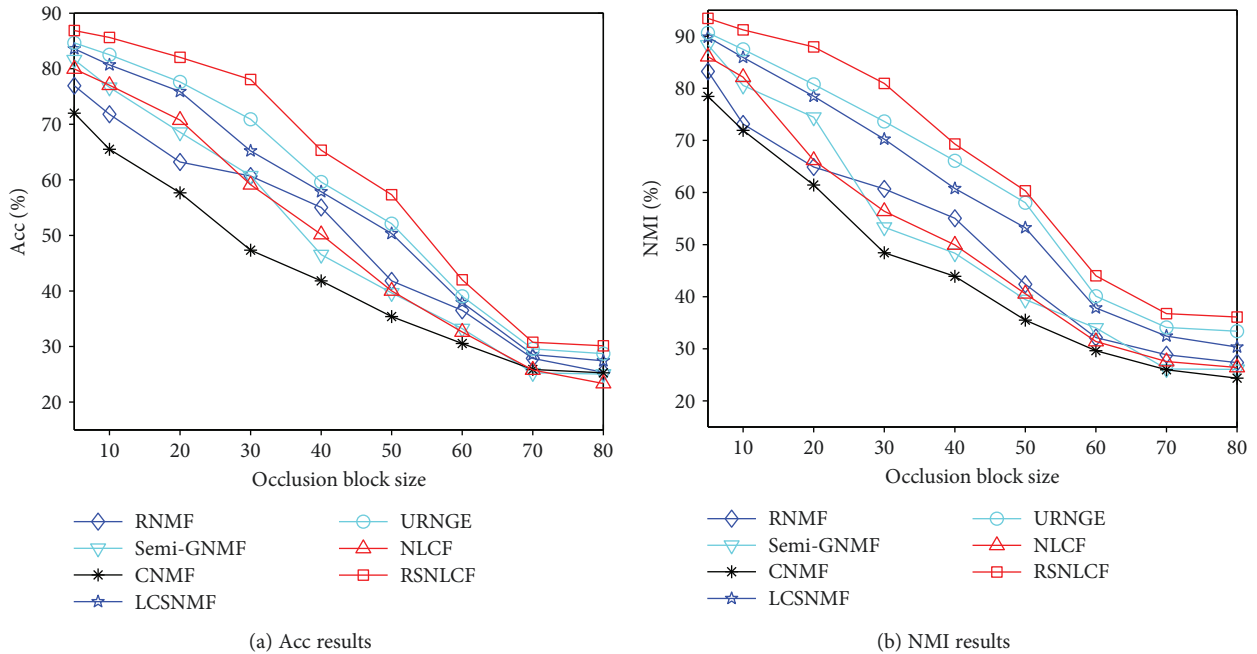 90
80
70
60
50
40
30
20
Acc (%)
10 20 30 40 50 60 70 80
Occlusion block size
RNMF
Semi-GNMF
CNMF
LCSNMF
URNGE
NLCF
RSNLCF
(a) Acc results
90
80
70
60
50
40
30
20
NMI (%)
10 20 30 40 50 60 70 80
Occlusion block size
RNMF
Semi-GNMF
CNMF
LCSNMF
URNGE
NLCF
RSNLCF
(b) NMI results